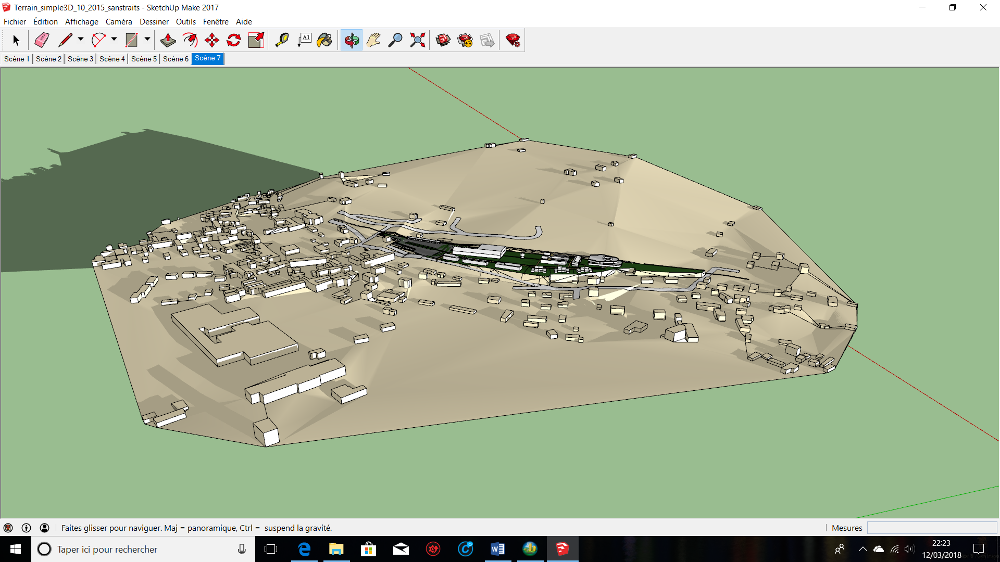 Terrain_simple3D_10_2015_sanstraits - SketchUp Make 2017
Fichier Édition Affichage Caméra Dessiner Outils Fenêtre Aide
A1
Scène 1 Scène 2 Scène 3 Scène 4 Scène 5 Scène 6 Scène 7
Faites glisser pour naviguer. Maj = panoramique, Ctrl = suspend la gravité.
Mesures
Taper ici pour rechercher
22:23
12/03/2018